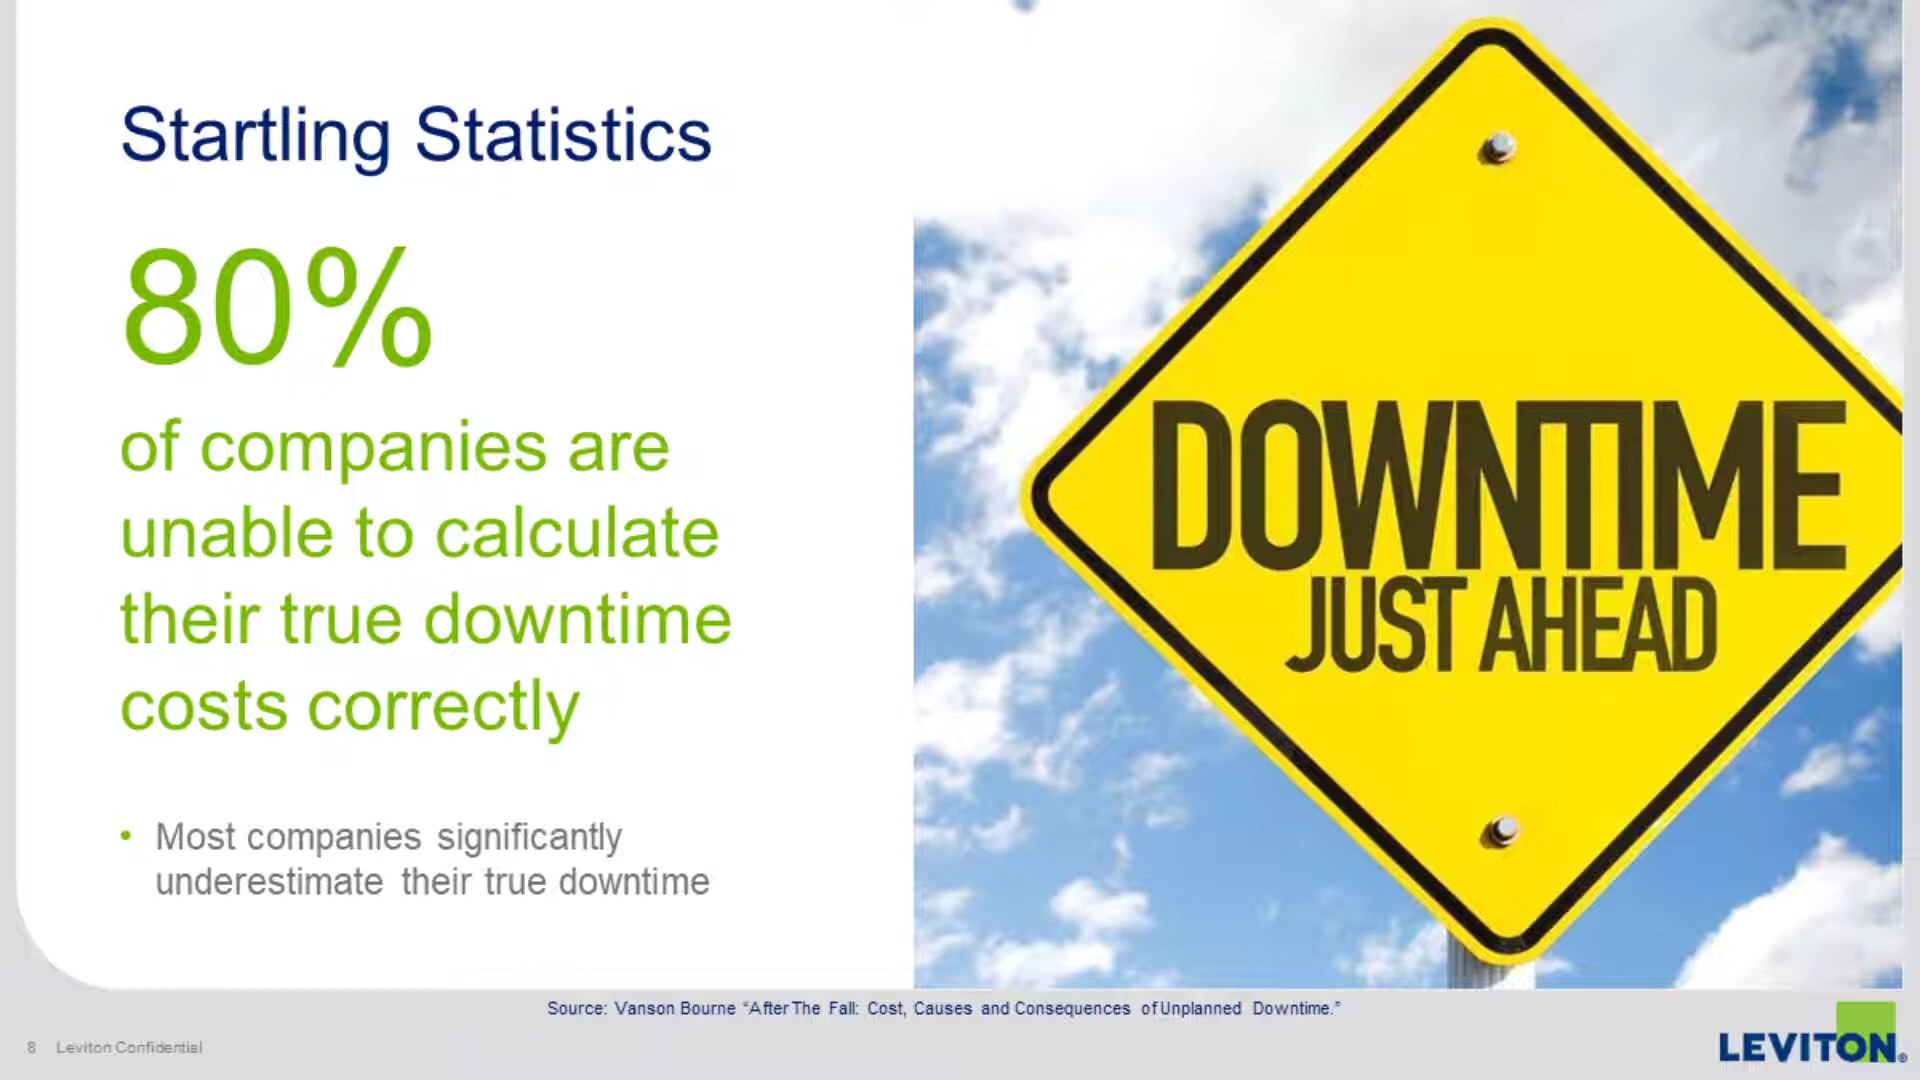 Startling Statistics
80%
of companies are
unable to calculate
their true downtime
costs correctly
• Most companies significantly
underestimate their true downtime
DOWNTIME
JUST AHEAD
Source: Vanson Bourne “After The Fall: Cost, Causes and Consequences of Unplanned Downtime.”
8 Leviton Confidential
LEVITON®